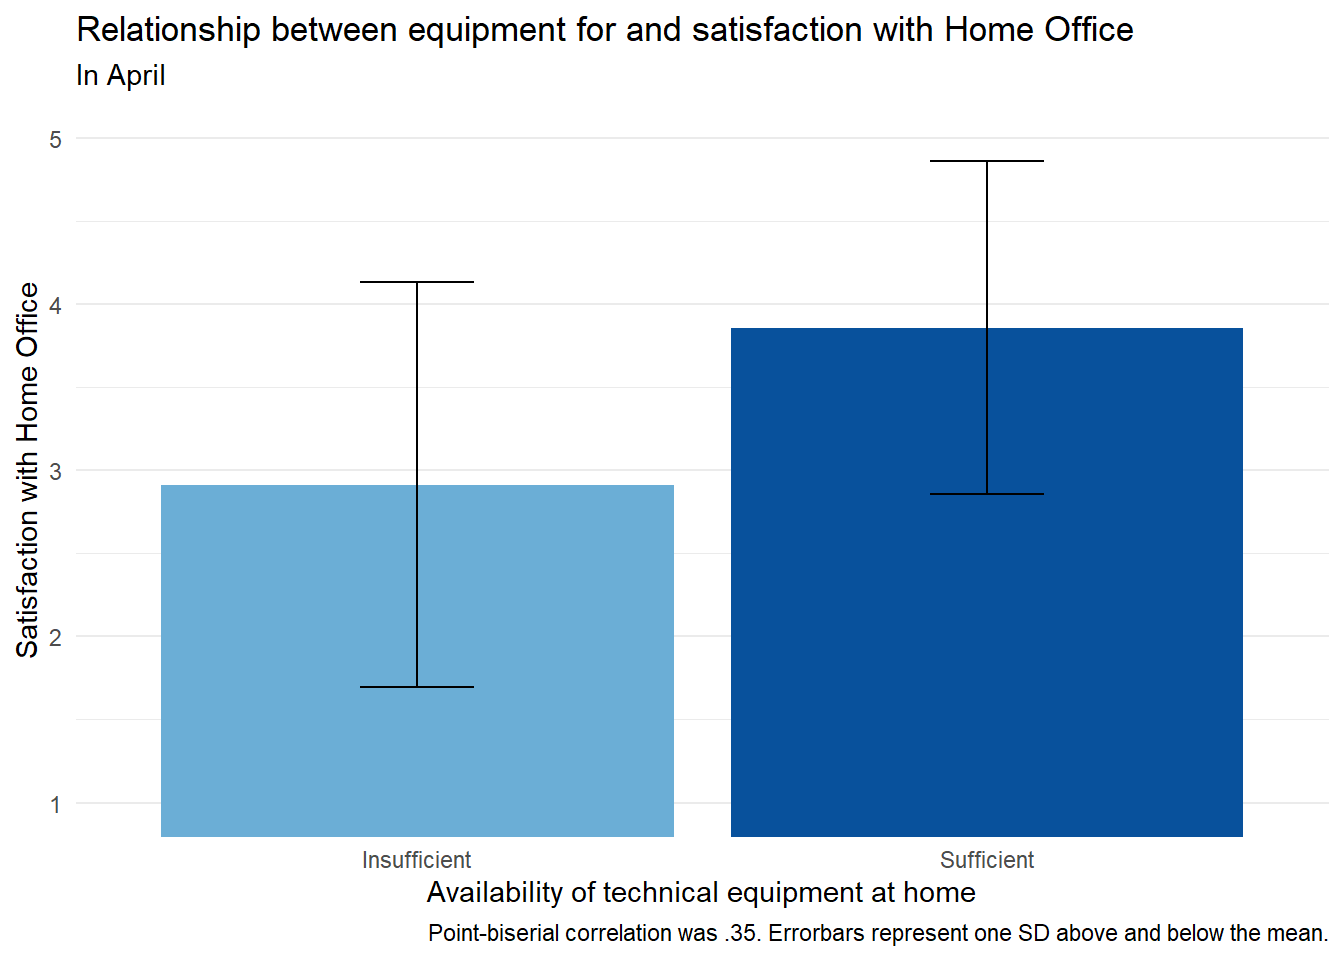 Relationship between equipment for and satisfaction with Home Office
In April
Satisfaction with Home Office
5
4
3
2
1
Insufficient Sufficient
Availability of technical equipment at home
Point-biserial correlation was .35. Errorbars represent one SD above and below the mean.